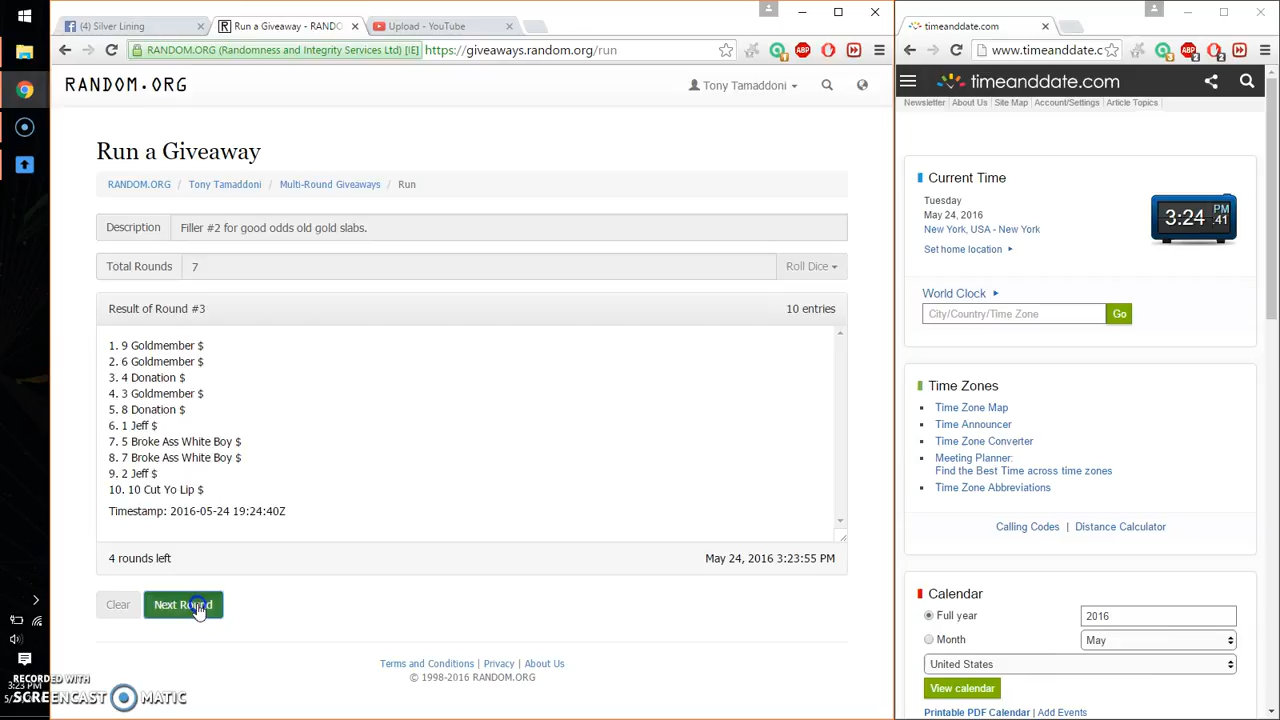 (4) Silver Lining
Run a Giveaway - RANDO
Upload - YouTube
RANDOM.ORG (Randomness and Integrity Services Ltd) [IE]
https://giveaways.random.org/run
RANDOM.ORG
Tony Tamaddoni
Run a Giveaway
RANDOM.ORG / Tony Tamaddoni / Multi-Round Giveaways / Run
Description
Filler #2 for good odds old gold slabs.
Total Rounds
7
Roll Dice
Result of Round #3
10 entries
1. 9 Goldmember $
2. 6 Goldmember $
3. 4 Donation $
4. 3 Goldmember $
5. 8 Donation $
6. 1 Jeff $
7. 5 Broke Ass White Boy $
8. 7 Broke Ass White Boy $
9. 2 Jeff $
10. 10 Cut Yo Lip $
Timestamp: 2016-05-24 19:24:40Z
4 rounds left
May 24, 2016 3:23:55 PM
Clear
Next Round
Terms and Conditions | Privacy | About Us
© 1998-2016 RANDOM.ORG
RECORDED WITH
SCREENCAST MATIC
3:23 PM
timeanddate.com
www.timeanddate.c
timeanddate.com
Newsletter
About Us
Site Map
Account/Settings
Article Topics
Current Time
Tuesday
May 24, 2016
New York, USA - New York
Set home location
3:24 PM .41
World Clock
City/Country/Time Zone
Go
Time Zones
Time Zone Map
Time Announcer
Time Zone Converter
Meeting Planner:
Find the Best Time across time zones
Time Zone Abbreviations
Calling Codes | Distance Calculator
Calendar
Full year
2016
Month
May
United States
View calendar
Printable PDF Calendar | Add Events